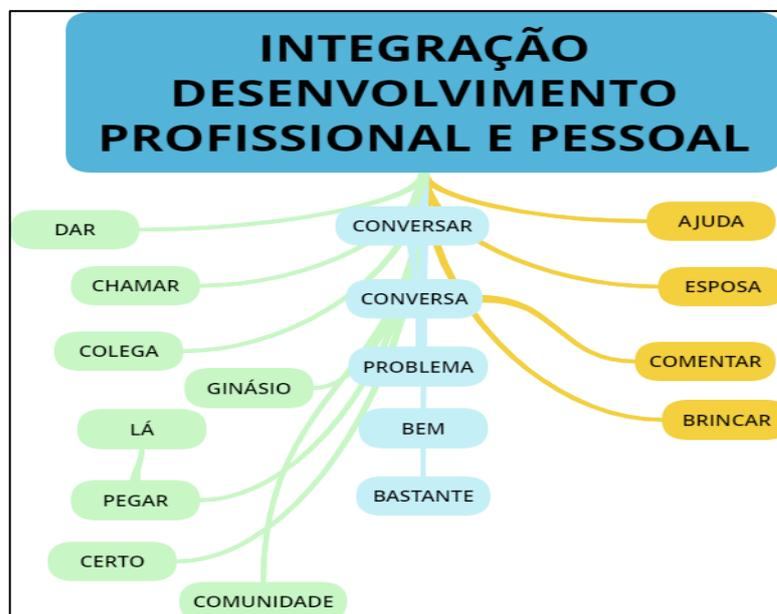 INTEGRAÇÃO
DESENVOLVIMENTO
PROFISSIONAL E PESSOAL
DAR
CHAMAR
COLEGA
GINÁSIO
LÁ
PEGAR
CERTO
COMUNIDADE
CONVERSAR
CONVERSA
PROBLEMA
BEM
BASTANTE
AJUDA
ESPOSA
COMENTAR
BRINCAR